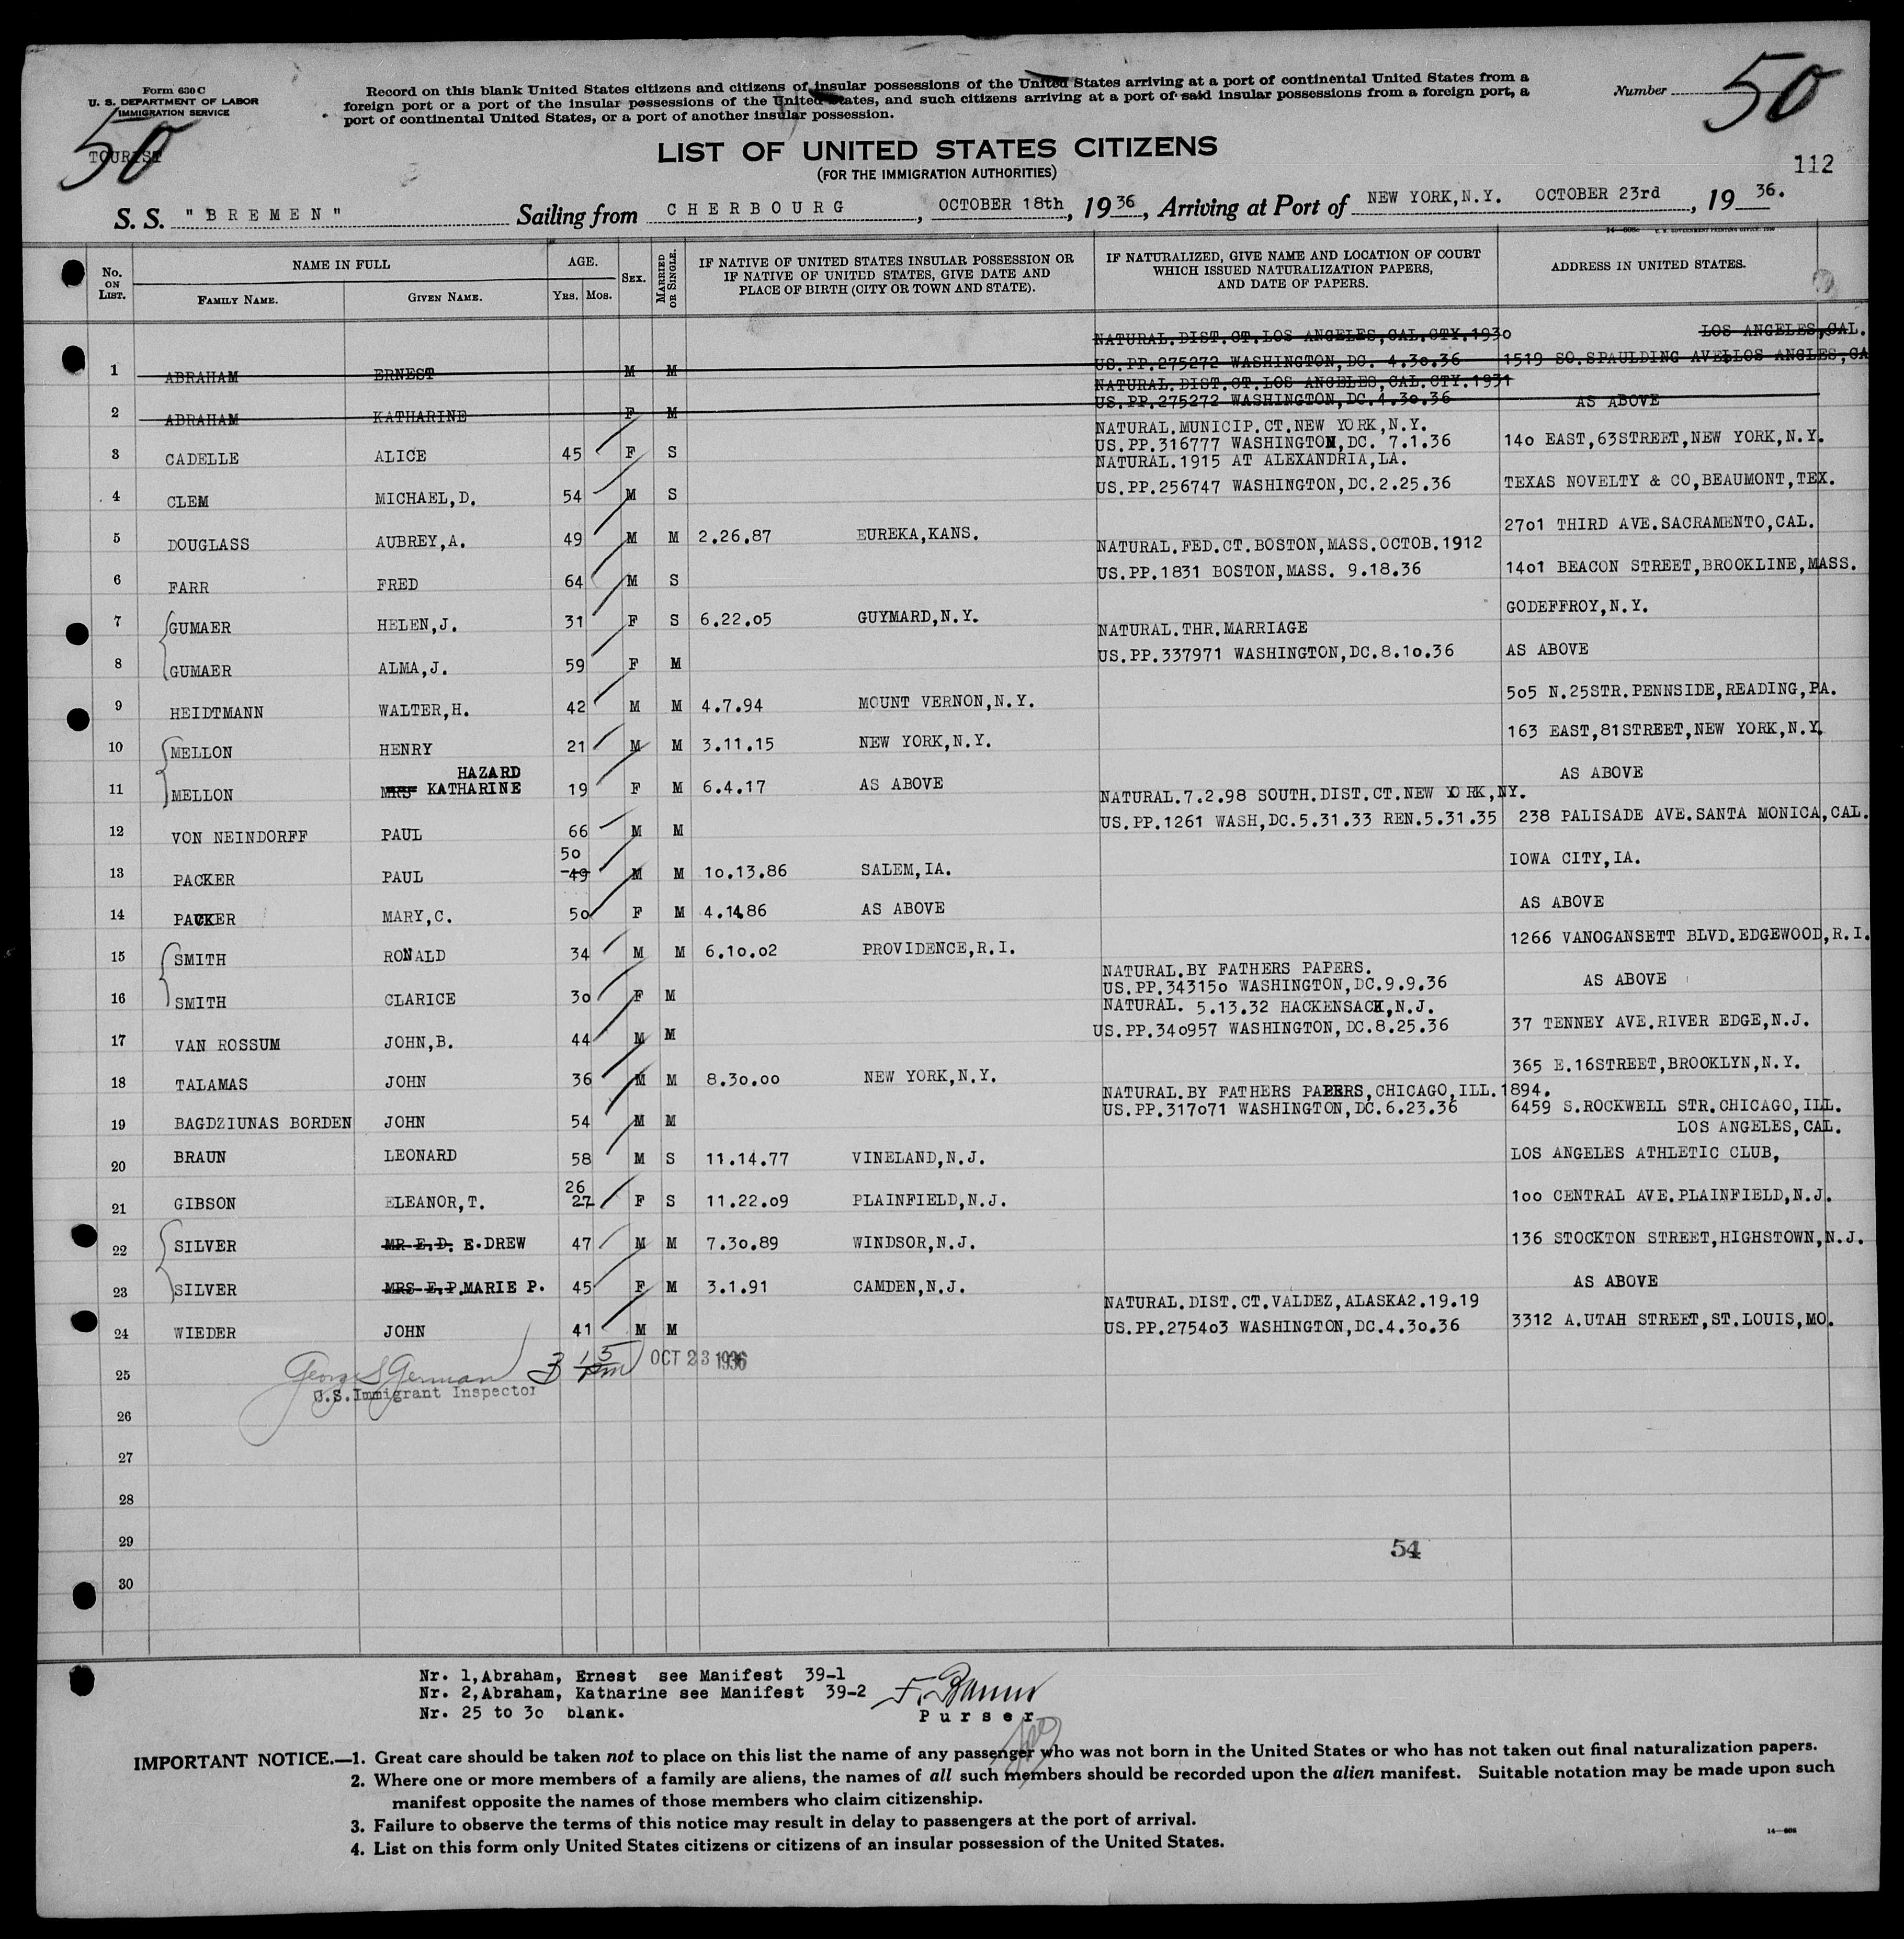 Form 630 C
U. S. DEPARTMENT OF LABOR
IMMIGRATION SERVICE
TOURIST
50
Record on this blank United States citizens and citizens of insular possessions of the United States arriving at a port of continental United States from a
foreign port or a port of the insular possessions of the United States, and such citizens arriving at a port of said insular possessions from a foreign port, a
port of continental United States, or a port of another insular possession.
Number 50
LIST OF UNITED STATES CITIZENS
(FOR THE IMMIGRATION AUTHORITIES)
112
S. S. "BREMEN" Sailing from CHERBOURG, OCTOBER 18th, 1936, Arriving at Port of NEW YORK,N.Y. OCTOBER 23rd, 1936.
No. ON LIST. NAME IN FULL FAMILY NAME. GIVEN NAME. AGE. YRS. MOS. SEX. MARRIED OR SINGLE. IF NATIVE OF UNITED STATES INSULAR POSSESSION OR IF NATIVE OF UNITED STATES, GIVE DATE AND PLACE OF BIRTH (CITY OR TOWN AND STATE). IF NATURALIZED, GIVE NAME AND LOCATION OF COURT WHICH ISSUED NATURALIZATION PAPERS, AND DATE OF PAPERS. ADDRESS IN UNITED STATES.
NATURAL.DIST.CT.LOS ANGELES,CAL.CTY.1930 LOS ANGELES,CAL.
1 ABRAHAM ERNEST M M US.PP.275272 WASHINGTON,DC. 4.30.36 1519 SO.SPAULDING AVE LOS ANGLES,CA
NATURAL.DIST.CT.LOS ANGELES,CAL.CTY.1931
2 ABRAHAM KATHARINE F M US.PP.275272 WASHINGTON,DC.4.30.36 AS ABOVE
NATURAL.MUNICIP.CT.NEW YORK,N.Y.
3 CADELLE ALICE 45 F S US.PP.316777 WASHINGTON,DC. 7.1.36 140 EAST,63STREET,NEW YORK,N.Y.
NATURAL.1915 AT ALEXANDRIA,LA.
4 CLEM MICHAEL,D. 54 M S US.PP.256747 WASHINGTON,DC.2.25.36 TEXAS NOVELTY & CO,BEAUMONT,TEX.
5 DOUGLASS AUBREY,A. 49 M M 2.26.87 EUREKA,KANS. 2701 THIRD AVE.SACRAMENTO,CAL.
NATURAL.FED.CT.BOSTON,MASS.OCTOB.1912
6 FARR FRED 64 M S US.PP.1831 BOSTON,MASS. 9.18.36 1401 BEACON STREET,BROOKLINE,MASS.
7 GUMAER HELEN,J. 31 F S 6.22.05 GUYMARD,N.Y. GODEFFROY,N.Y.
NATURAL.THR.MARRIAGE
8 GUMAER ALMA,J. 59 F M US.PP.337971 WASHINGTON,DC.8.10.36 AS ABOVE
9 HEIDTMANN WALTER,H. 42 M M 4.7.94 MOUNT VERNON,N.Y. 505 N.25STR.PENNSIDE,READING,PA.
10 MELLON HENRY 21 M M 3.11.15 NEW YORK,N.Y. 163 EAST,81STREET,NEW YORK,N.Y.
HAZARD
11 MELLON MRS KATHARINE 19 F M 6.4.17 AS ABOVE AS ABOVE
NATURAL.7.2.98 SOUTH.DIST.CT.NEW YORK,NY.
12 VON NEINDORFF PAUL 66 M M US.PP.1261 WASH,DC.5.31.33 REN.5.31.35 238 PALISADE AVE.SANTA MONICA,CAL.
50
13 PACKER PAUL 49 M M 10.13.86 SALEM,IA. IOWA CITY,IA.
14 PACKER MARY,C. 50 F M 4.14.86 AS ABOVE AS ABOVE
15 SMITH RONALD 34 M M 6.10.02 PROVIDENCE,R.I. 1266 VANOGANSETT BLVD.EDGEWOOD,R.I.
NATURAL.BY FATHERS PAPERS.
16 SMITH CLARICE 30 F M US.PP.343150 WASHINGTON,DC.9.9.36 AS ABOVE
NATURAL. 5.13.32 HACKENSACK,N.J.
17 VAN ROSSUM JOHN,B. 44 M M US.PP.340957 WASHINGTON,DC.8.25.36 37 TENNEY AVE.RIVER EDGE,N.J.
18 TALAMAS JOHN 36 M M 8.30.00 NEW YORK,N.Y. 365 E.16STREET,BROOKLYN,N.Y.
NATURAL.BY FATHERS PAPERS,CHICAGO,ILL.1894.
19 BAGDZIUNAS BORDEN JOHN 54 M M US.PP.317071 WASHINGTON,DC.6.23.36 6459 S.ROCKWELL STR.CHICAGO,ILL.
LOS ANGELES,CAL.
20 BRAUN LEONARD 58 M S 11.14.77 VINELAND,N.J. LOS ANGELES ATHLETIC CLUB,
26
21 GIBSON ELEANOR,T. 27 F S 11.22.09 PLAINFIELD,N.J. 100 CENTRAL AVE.PLAINFIELD,N.J.
22 SILVER MR E.D. E.DREW 47 M M 7.30.89 WINDSOR,N.J. 136 STOCKTON STREET,HIGHSTOWN,N.J.
23 SILVER MRS E.P.MARIE P. 45 F M 3.1.91 CAMDEN,N.J. AS ABOVE
NATURAL.DIST.CT.VALDEZ,ALASKA2.19.19
24 WIEDER JOHN 41 M M US.PP.275403 WASHINGTON,DC.4.30.36 3312 A.UTAH STREET,ST.LOUIS,MO.
25 George S German 3 15 pm OCT 23 1936
U.S.Immigrant Inspector
26
27
28
29 54
30
Nr. 1,Abraham, Ernest see Manifest 39-1
Nr. 2,Abraham, Katharine see Manifest 39-2
Nr. 25 to 30 blank.
Purser
IMPORTANT NOTICE.—1. Great care should be taken not to place on this list the name of any passenger who was not born in the United States or who has not taken out final naturalization papers.
2. Where one or more members of a family are aliens, the names of all such members should be recorded upon the alien manifest. Suitable notation may be made upon such
manifest opposite the names of those members who claim citizenship.
3. Failure to observe the terms of this notice may result in delay to passengers at the port of arrival.
4. List on this form only United States citizens or citizens of an insular possession of the United States.